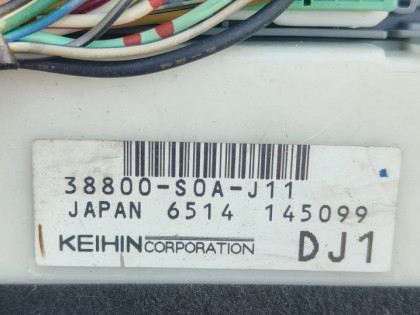 38800-S0A-J11
JAPAN 6514 145099
KEIHIN CORPORATION DJ1